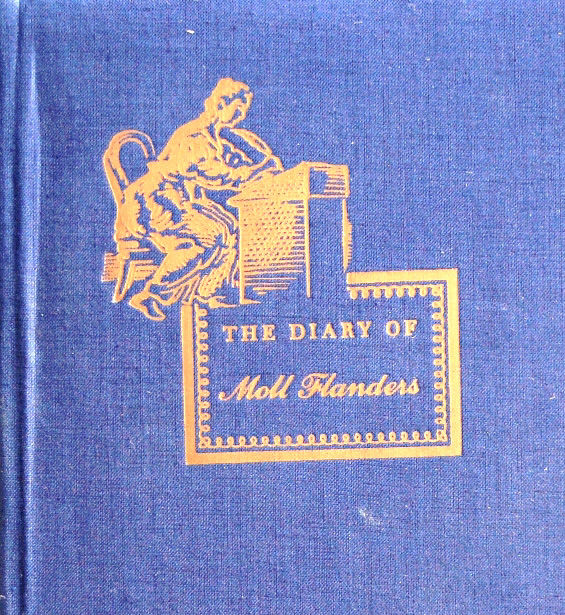 THE DIARY OF
Moll Flanders